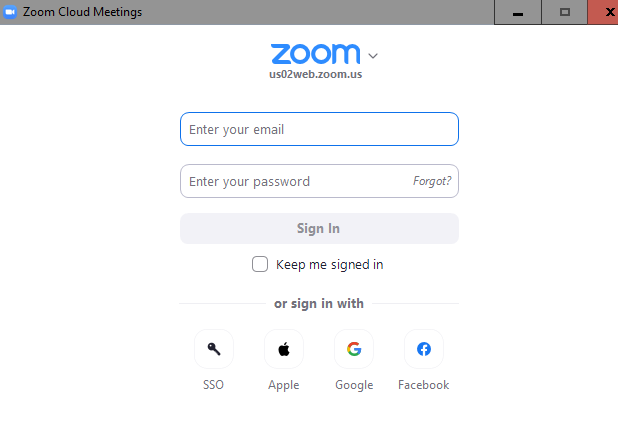 Zoom Cloud Meetings
zoom
us02web.zoom.us
Enter your email
Enter your password Forgot?
Sign In
Keep me signed in
or sign in with
SSO Apple Google Facebook